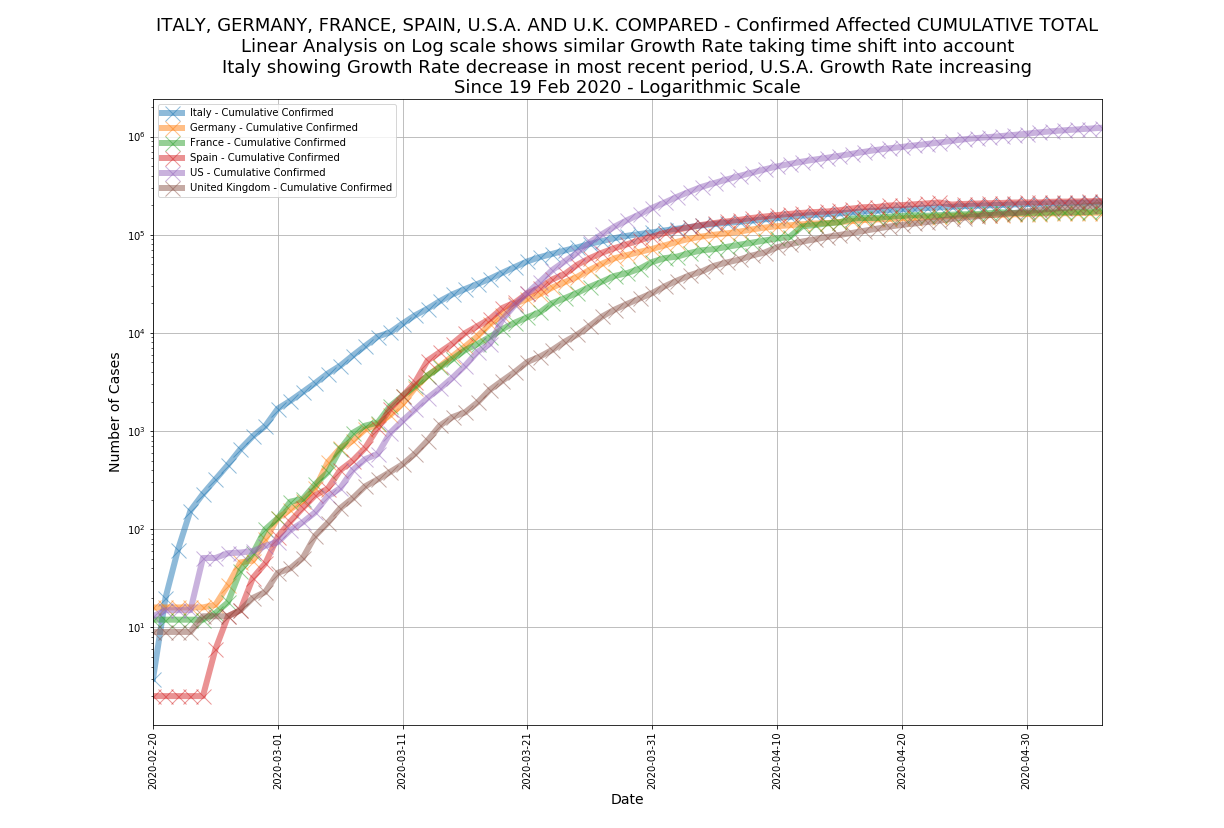 ITALY, GERMANY, FRANCE, SPAIN, U.S.A. AND U.K. COMPARED - Confirmed Affected CUMULATIVE TOTAL
Linear Analysis on Log scale shows similar Growth Rate taking time shift into account
Italy showing Growth Rate decrease in most recent period, U.S.A. Growth Rate increasing
Since 19 Feb 2020 - Logarithmic Scale
Italy - Cumulative Confirmed
Germany - Cumulative Confirmed
France - Cumulative Confirmed
Spain - Cumulative Confirmed
US - Cumulative Confirmed
United Kingdom - Cumulative Confirmed
Number of Cases
10⁶
10⁵
10⁴
10³
10²
10¹
2020-02-20
2020-03-01
2020-03-11
2020-03-21
2020-03-31
2020-04-10
2020-04-20
2020-04-30
Date